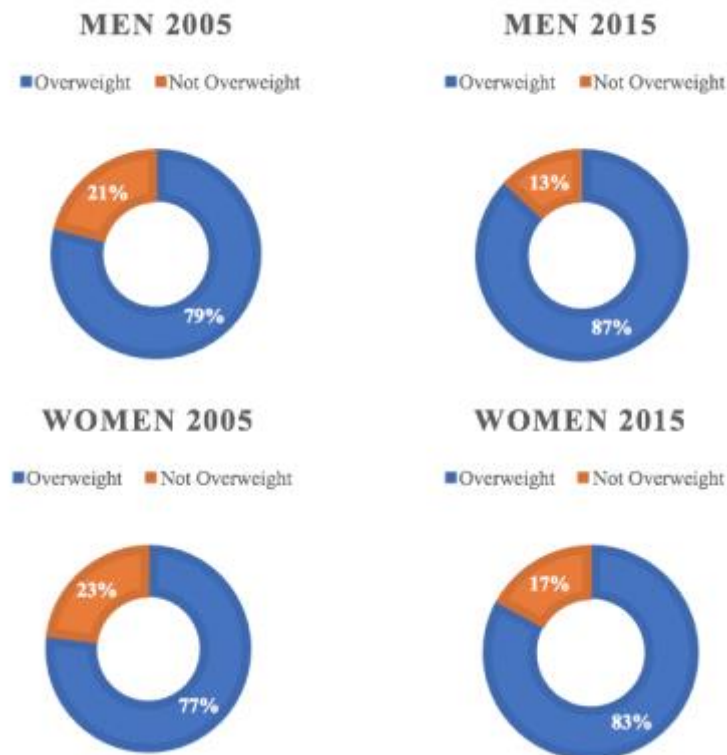 MEN 2005
Overweight Not Overweight
21%
79%
MEN 2015
Overweight Not Overweight
13%
87%
WOMEN 2005
Overweight Not Overweight
23%
77%
WOMEN 2015
Overweight Not Overweight
17%
83%